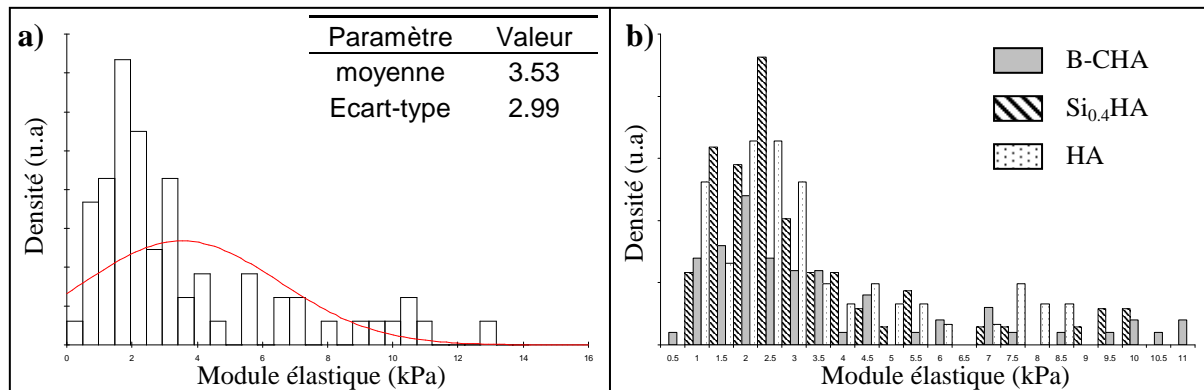 a)
Paramètre Valeur
moyenne 3.53
Ecart-type 2.99
Densité (u.a)
0 2 4 6 8 10 12 14 16
Module élastique (kPa)
b)
B-CHA
Si0.4HA
HA
Densité (u.a)
0.5 1 1.5 2 2.5 3 3.5 4 4.5 5 5.5 6 6.5 7 7.5 8 8.5 9 9.5 10 10.5 11
Module élastique (kPa)